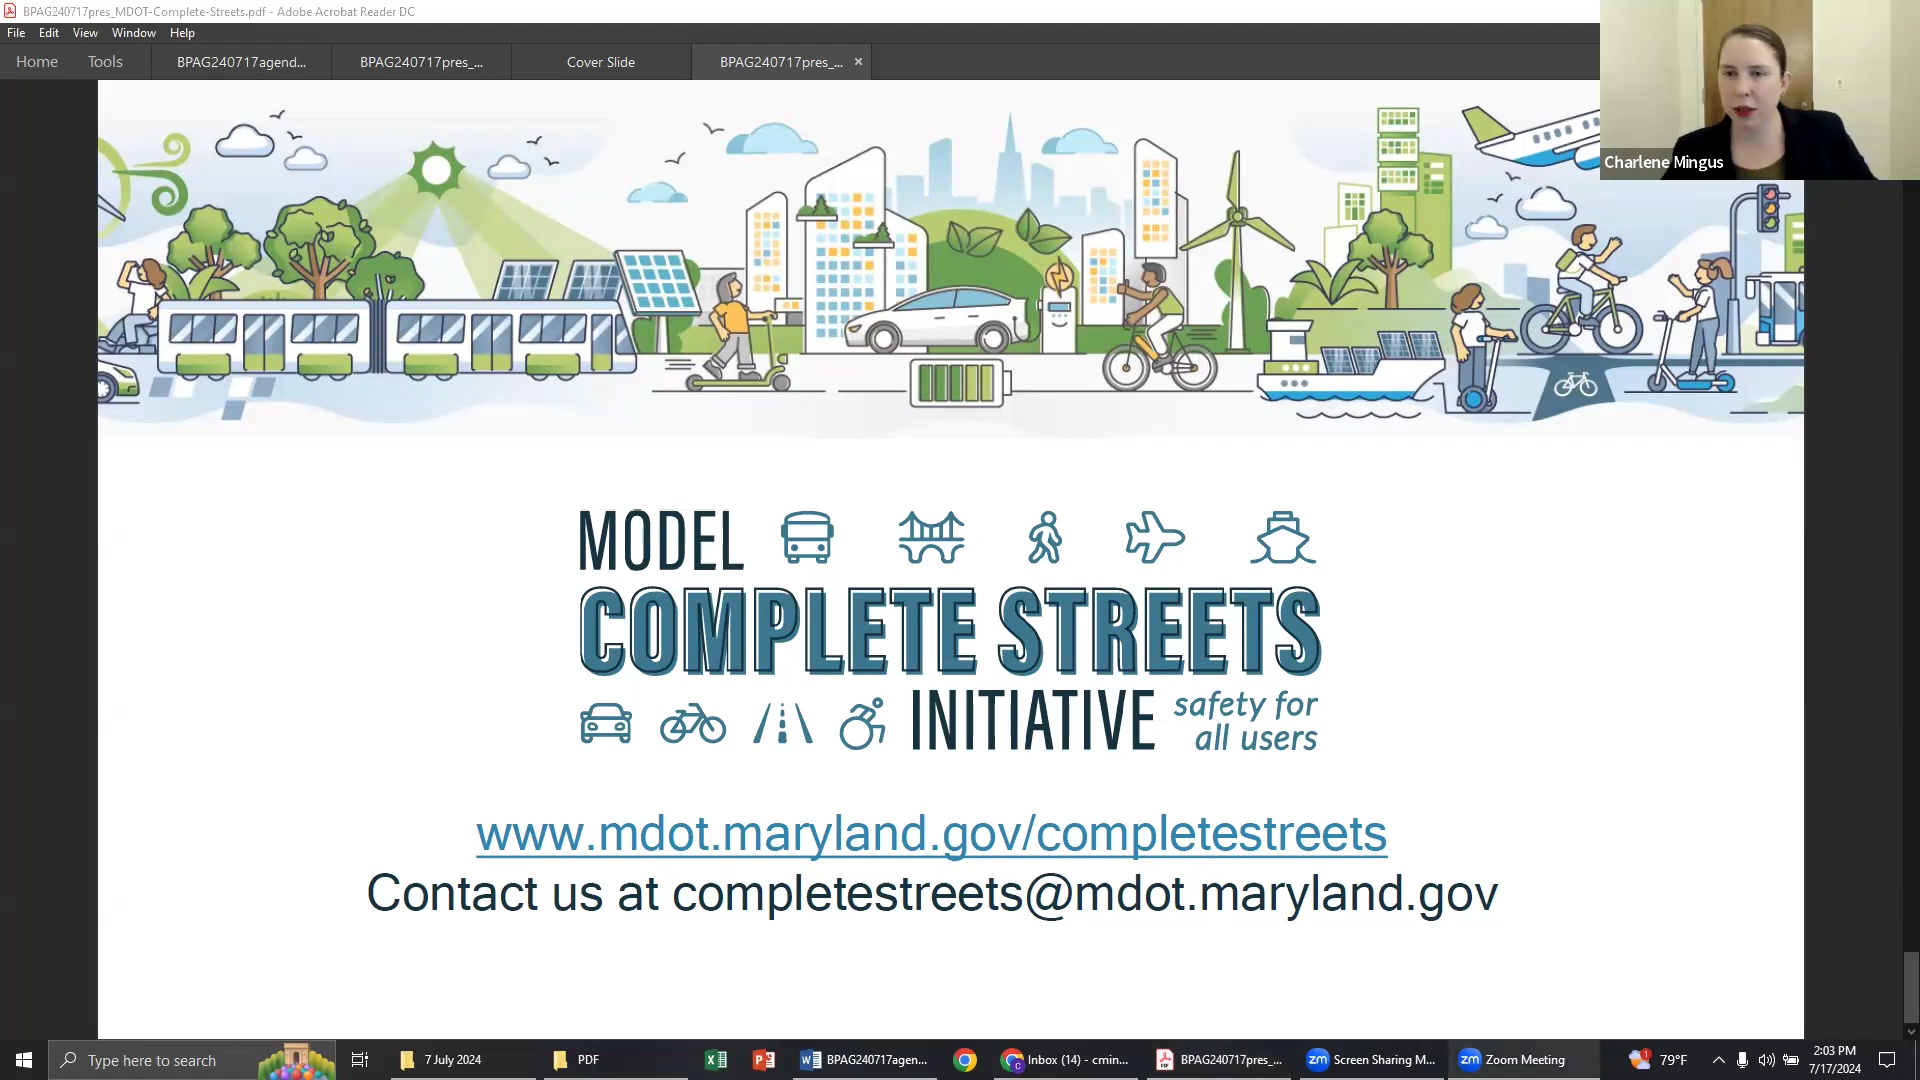 BPAG240717pres_MDOT-Complete-Streets.pdf - Adobe Acrobat Reader DC
File Edit View Window Help
Home Tools BPAG240717agend... BPAG240717pres_... Cover Slide BPAG240717pres_... ×
Charlene Mingus
MODEL
COMPLETE STREETS
INITIATIVE safety for
all users
www.mdot.maryland.gov/completestreets
Contact us at completestreets@mdot.maryland.gov
Type here to search 7 July 2024 PDF BPAG240717agen... Inbox (14) - cmin... BPAG240717pres_... zm Screen Sharing M... zm Zoom Meeting 1 79°F 2:03 PM
7/17/2024